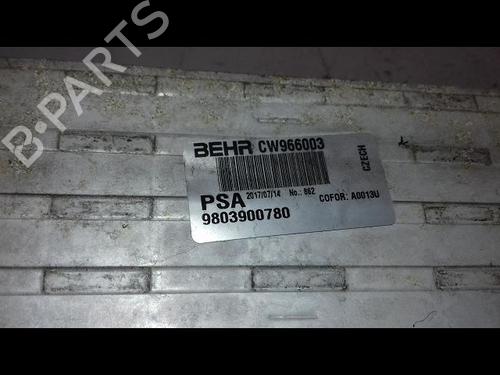 B-PARTS
BEHR CW966003
CZECH
PSA 2017/07/14 No.: 862 COFOR: A0013U
9803900780